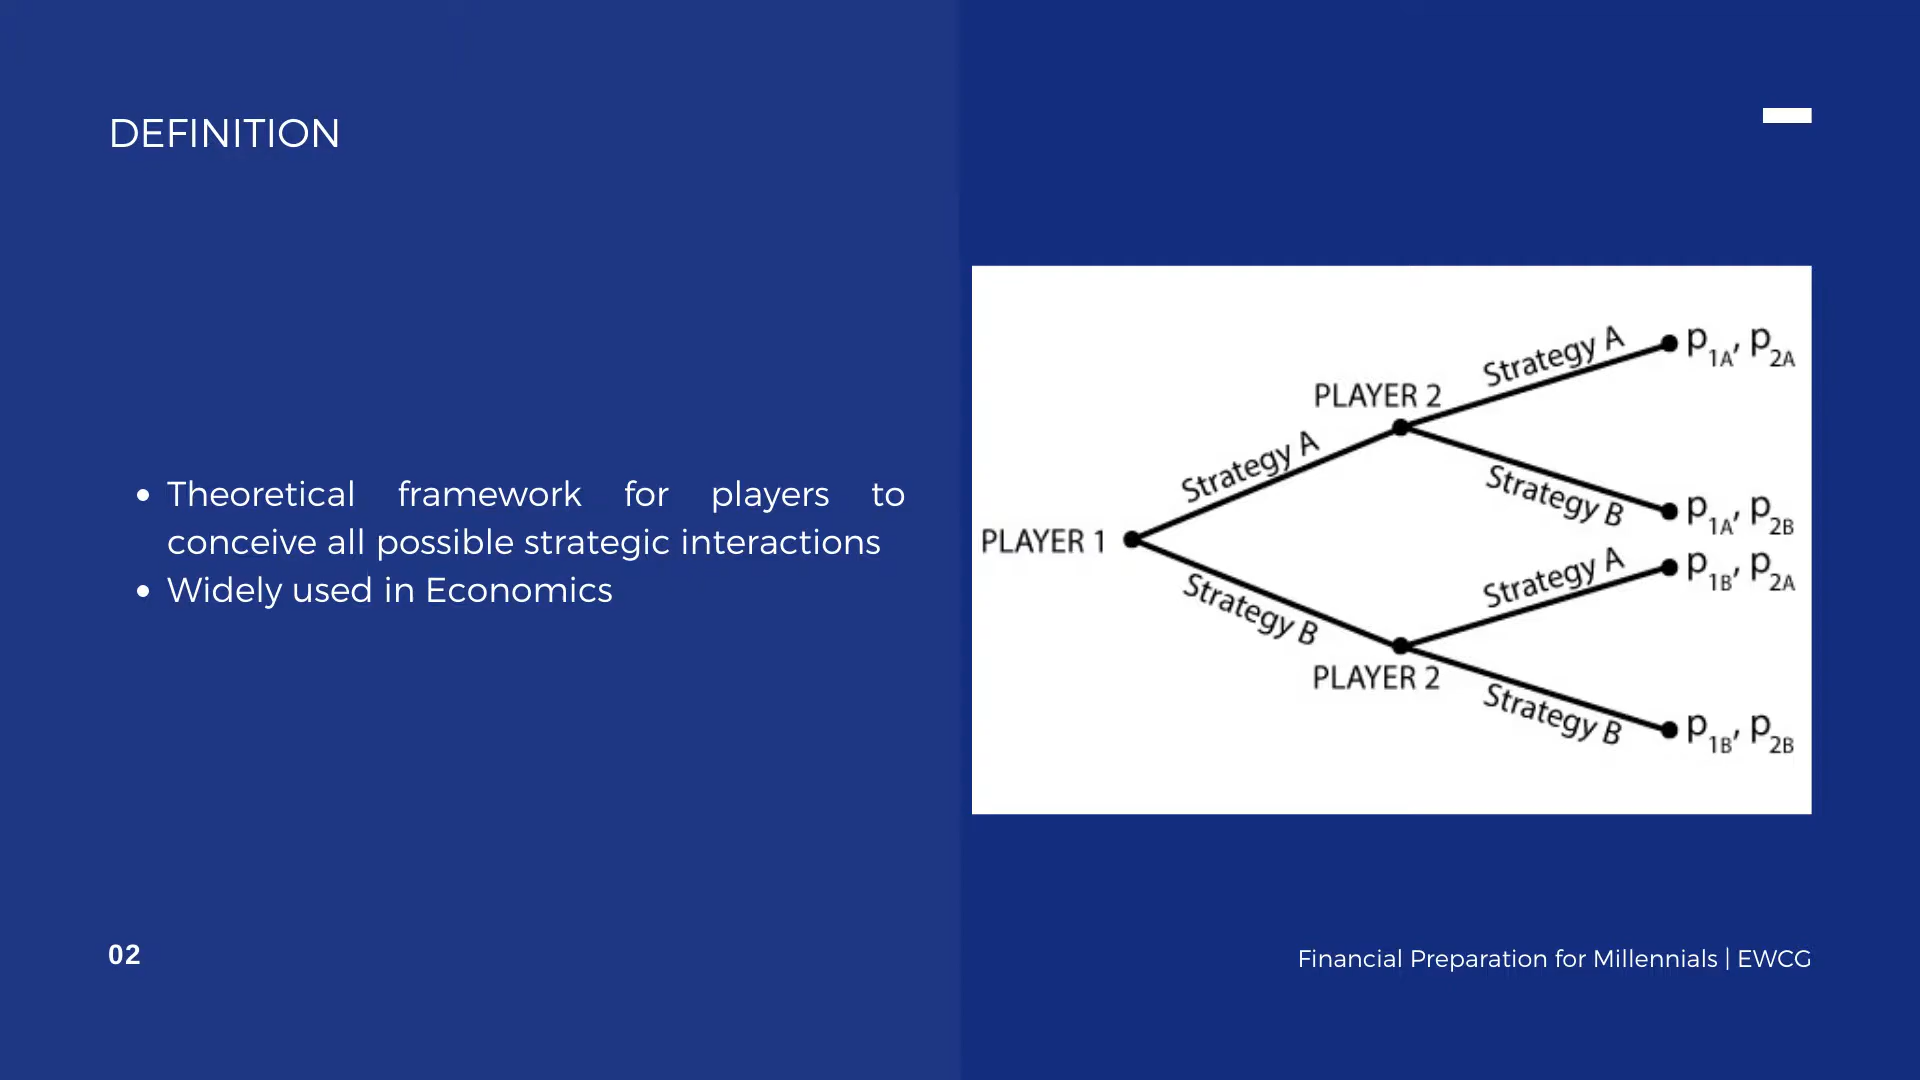 DEFINITION
• Theoretical framework for players to
conceive all possible strategic interactions
• Widely used in Economics
PLAYER 1
Strategy A
Strategy B
PLAYER 2
Strategy A
Strategy B
PLAYER 2
Strategy A
Strategy B
p1A, p2A
p1A, p2B
p1B, p2A
p1B, p2B
02
Financial Preparation for Millennials | EWCG